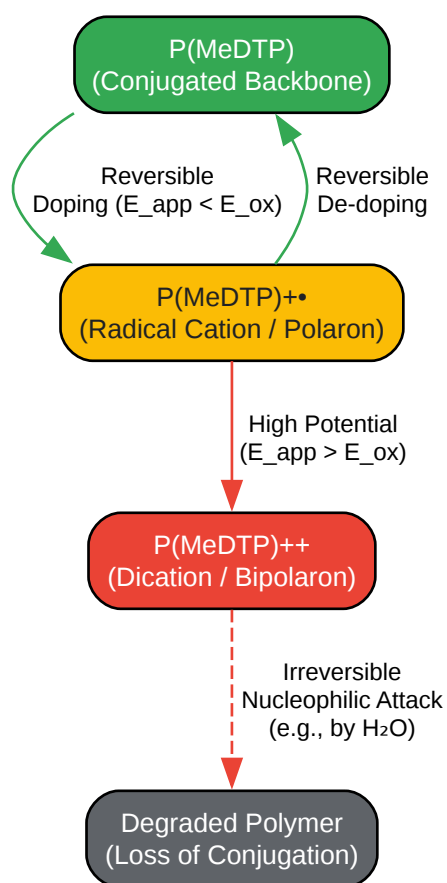 P(MeDTP)
(Conjugated Backbone)
Reversible
Doping (E_app < E_ox)
Reversible
De-doping
P(MeDTP)+•
(Radical Cation / Polaron)
High Potential
(E_app > E_ox)
P(MeDTP)++
(Dication / Bipolaron)
Irreversible
Nucleophilic Attack
(e.g., by H₂O)
Degraded Polymer
(Loss of Conjugation)